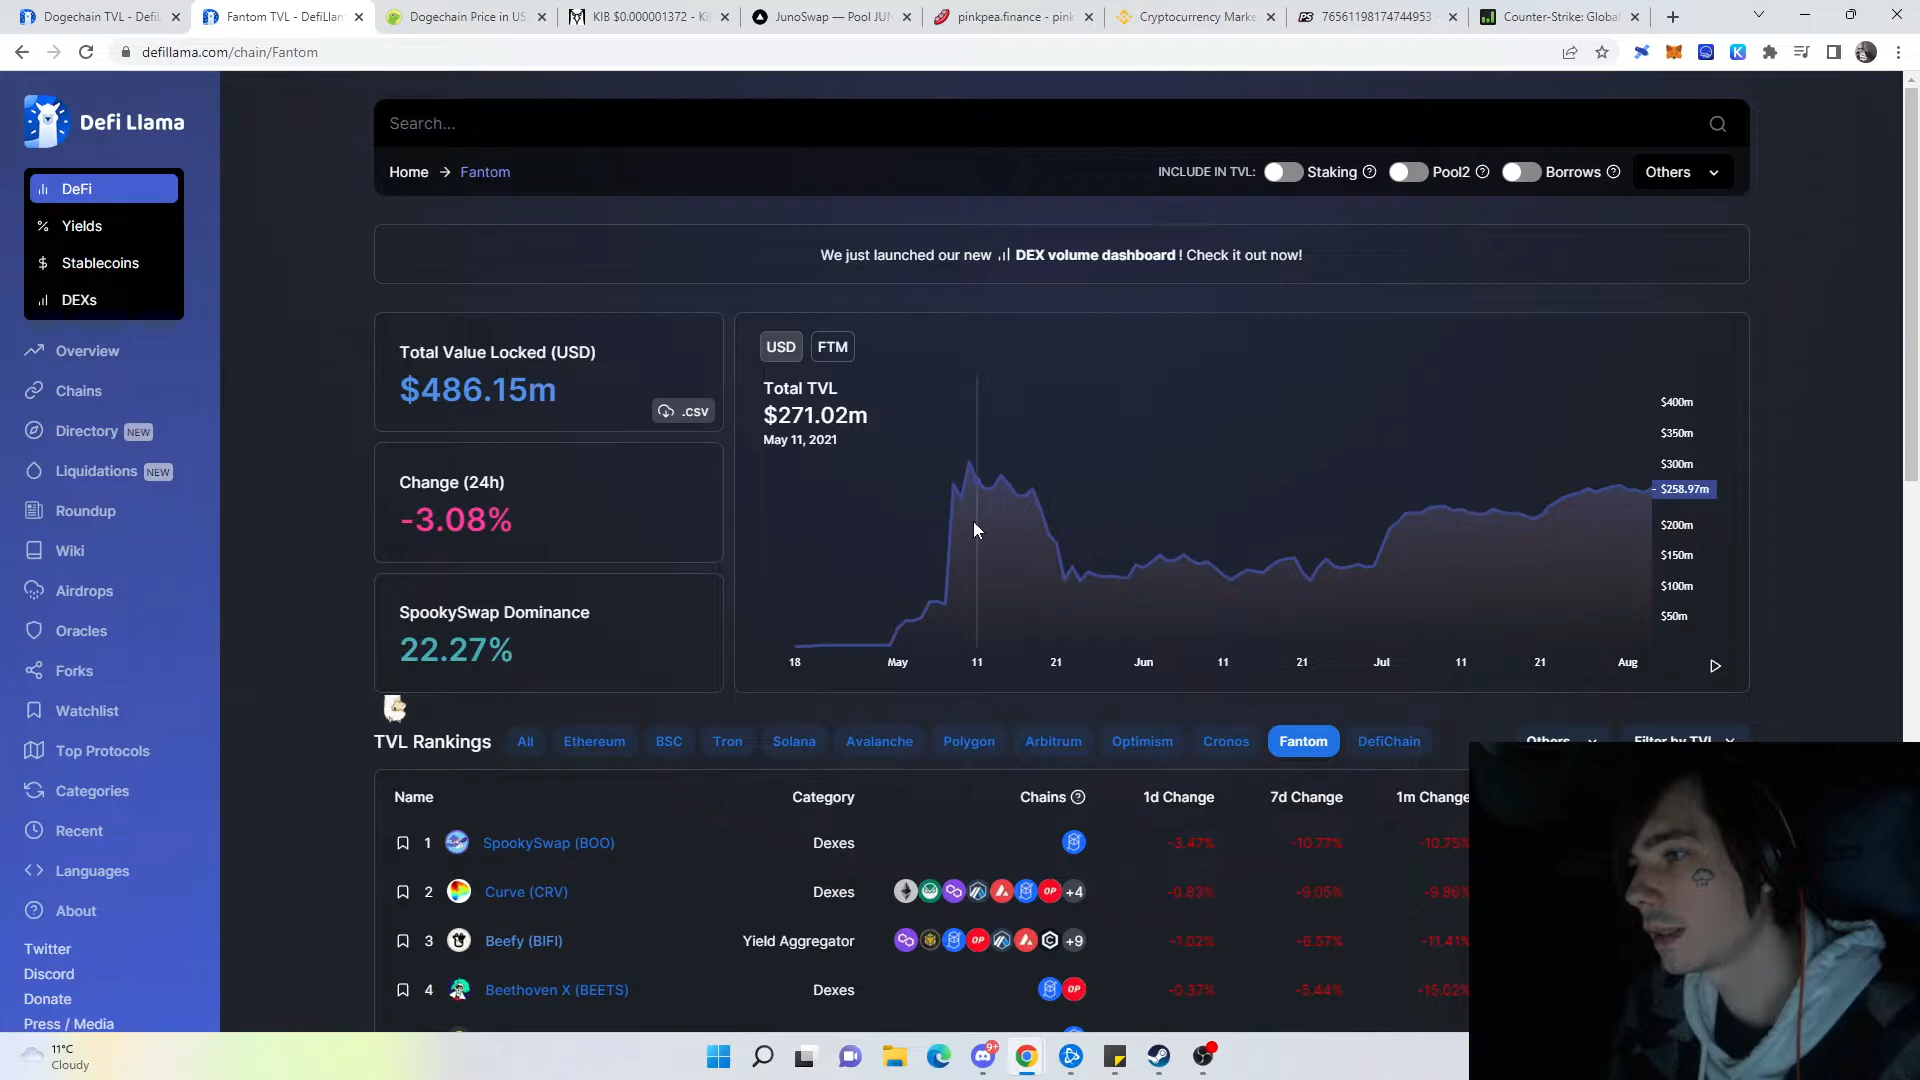 Dogechain TVL - DefiL
Fantom TVL - DefiLlam
Dogechain Price in US
KIB $0.000001372 - Ki
JunoSwap — Pool JUN
pinkpea.finance - pink
Cryptocurrency Marke
76561198174744953 -
Counter-Strike: Global
defillama.com/chain/Fantom
Defi Llama
DeFi
Yields
Stablecoins
DEXs
Overview
Chains
Directory NEW
Liquidations NEW
Roundup
Wiki
Airdrops
Oracles
Forks
Watchlist
Top Protocols
Categories
Recent
Languages
About
Twitter
Discord
Donate
Press / Media
Search...
Home → Fantom
INCLUDE IN TVL: Staking Pool2 Borrows Others
We just launched our new DEX volume dashboard ! Check it out now!
Total Value Locked (USD)
$486.15m
.csv
Change (24h)
-3.08%
SpookySwap Dominance
22.27%
USD FTM
Total TVL
$271.02m
May 11, 2021
$400m
$350m
$300m
$258.97m
$200m
$150m
$100m
$50m
18 May 11 21 Jun 11 21 Jul 11 21 Aug
TVL Rankings All Ethereum BSC Tron Solana Avalanche Polygon Arbitrum Optimism Cronos Fantom DefiChain Others Filter by TVL
Name Category Chains 1d Change 7d Change 1m Change
1 SpookySwap (BOO) Dexes -3.47% -10.77% -10.75%
2 Curve (CRV) Dexes OP +4 -0.83% -9.05% -9.86%
3 Beefy (BIFI) Yield Aggregator OP +9 -1.02% -6.57% -11.41%
4 Beethoven X (BEETS) Dexes OP -0.37% -5.44% -15.02%
11°C
Cloudy
9+